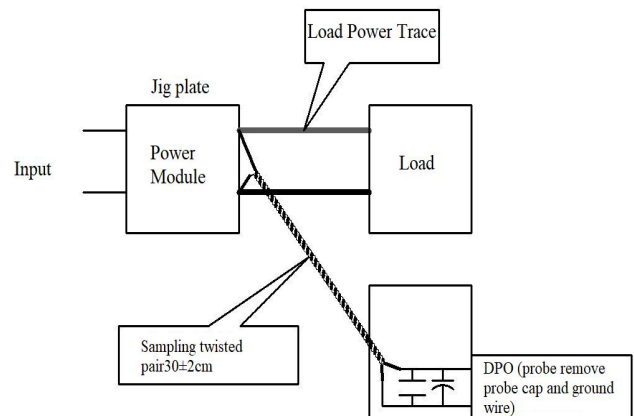 Load Power Trace
Jig plate
Input
Power
Module
Load
Sampling twisted
pair30±2cm
DPO (probe remove
probe cap and ground
wire)